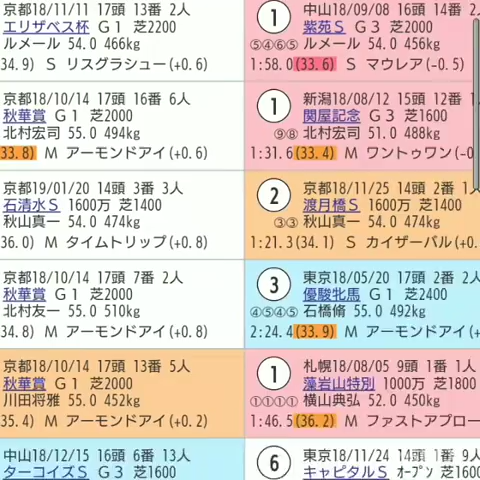 京都18/11/11 17頭 13番 2人
エリザベス杯 Ｇ１ 芝2200
ルメール 54.0 466kg
34.9) Ｓ リスグラシュー(+0.6)
1 中山18/09/08 16頭 14番 2
紫苑Ｓ Ｇ３ 芝2000
⑤④⑥⑤ ルメール 54.0 456kg
1:58.0(33.6) Ｓ マウレア(-0.5)
京都18/10/14 17頭 16番 6人
秋華賞 Ｇ１ 芝2000
北村宏司 55.0 494kg
33.8) Ｍ アーモンドアイ(+0.6)
1 新潟18/08/12 15頭 12番
関屋記念 Ｇ３ 芝1600
⑨⑧ 北村宏司 51.0 488kg
1:31.6(33.4) Ｍ ワントゥワン(-0
京都19/01/20 14頭 3番 3人
石清水Ｓ 1600万 芝1400
秋山真一 54.0 474kg
36.0) Ｍ タイムトリップ(+0.8)
2 京都18/11/25 14頭 2番 1
渡月橋Ｓ 1600万 芝1400
③③ 秋山真一 54.0 474kg
1:21.3(34.1) Ｓ カイザーバル(+0.
京都18/10/14 17頭 7番 2人
秋華賞 Ｇ１ 芝2000
北村友一 55.0 510kg
34.8) Ｍ アーモンドアイ(+0.8)
3 東京18/05/20 17頭 2番 2人
優駿牝馬 Ｇ１ 芝2400
④⑤④⑤ 石橋脩 55.0 492kg
2:24.4(33.9) Ｍ アーモンドアイ(+
京都18/10/14 17頭 13番 5人
秋華賞 Ｇ１ 芝2000
川田将雅 55.0 452kg
35.4) Ｍ アーモンドアイ(+0.2)
1 札幌18/08/05 9頭 1番 1人
藻岩山特別 1000万 芝1800
①①①① 横山典弘 52.0 450kg
1:46.5(36.2) Ｍ ファストアプロー
中山18/12/15 16頭 6番 13人
ターコイズＳ Ｇ３ 芝1600
6 東京18/11/24 14頭 1番 9人
キャピタルＳ オープン 芝1600